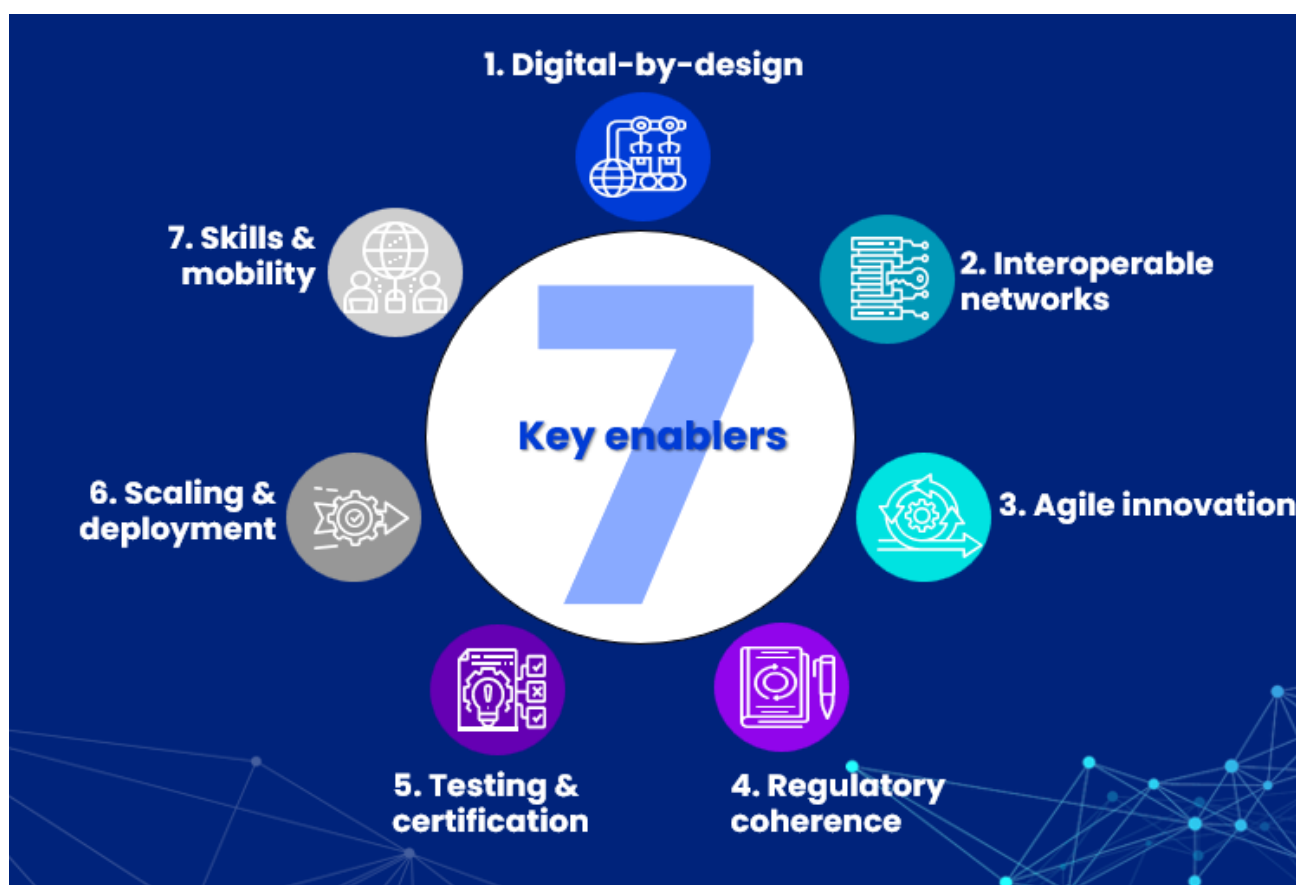 1. Digital-by-design
7
Key enablers
2. Interoperable
networks
3. Agile innovation
4. Regulatory
coherence
5. Testing &
certification
6. Scaling &
deployment
7. Skills &
mobility